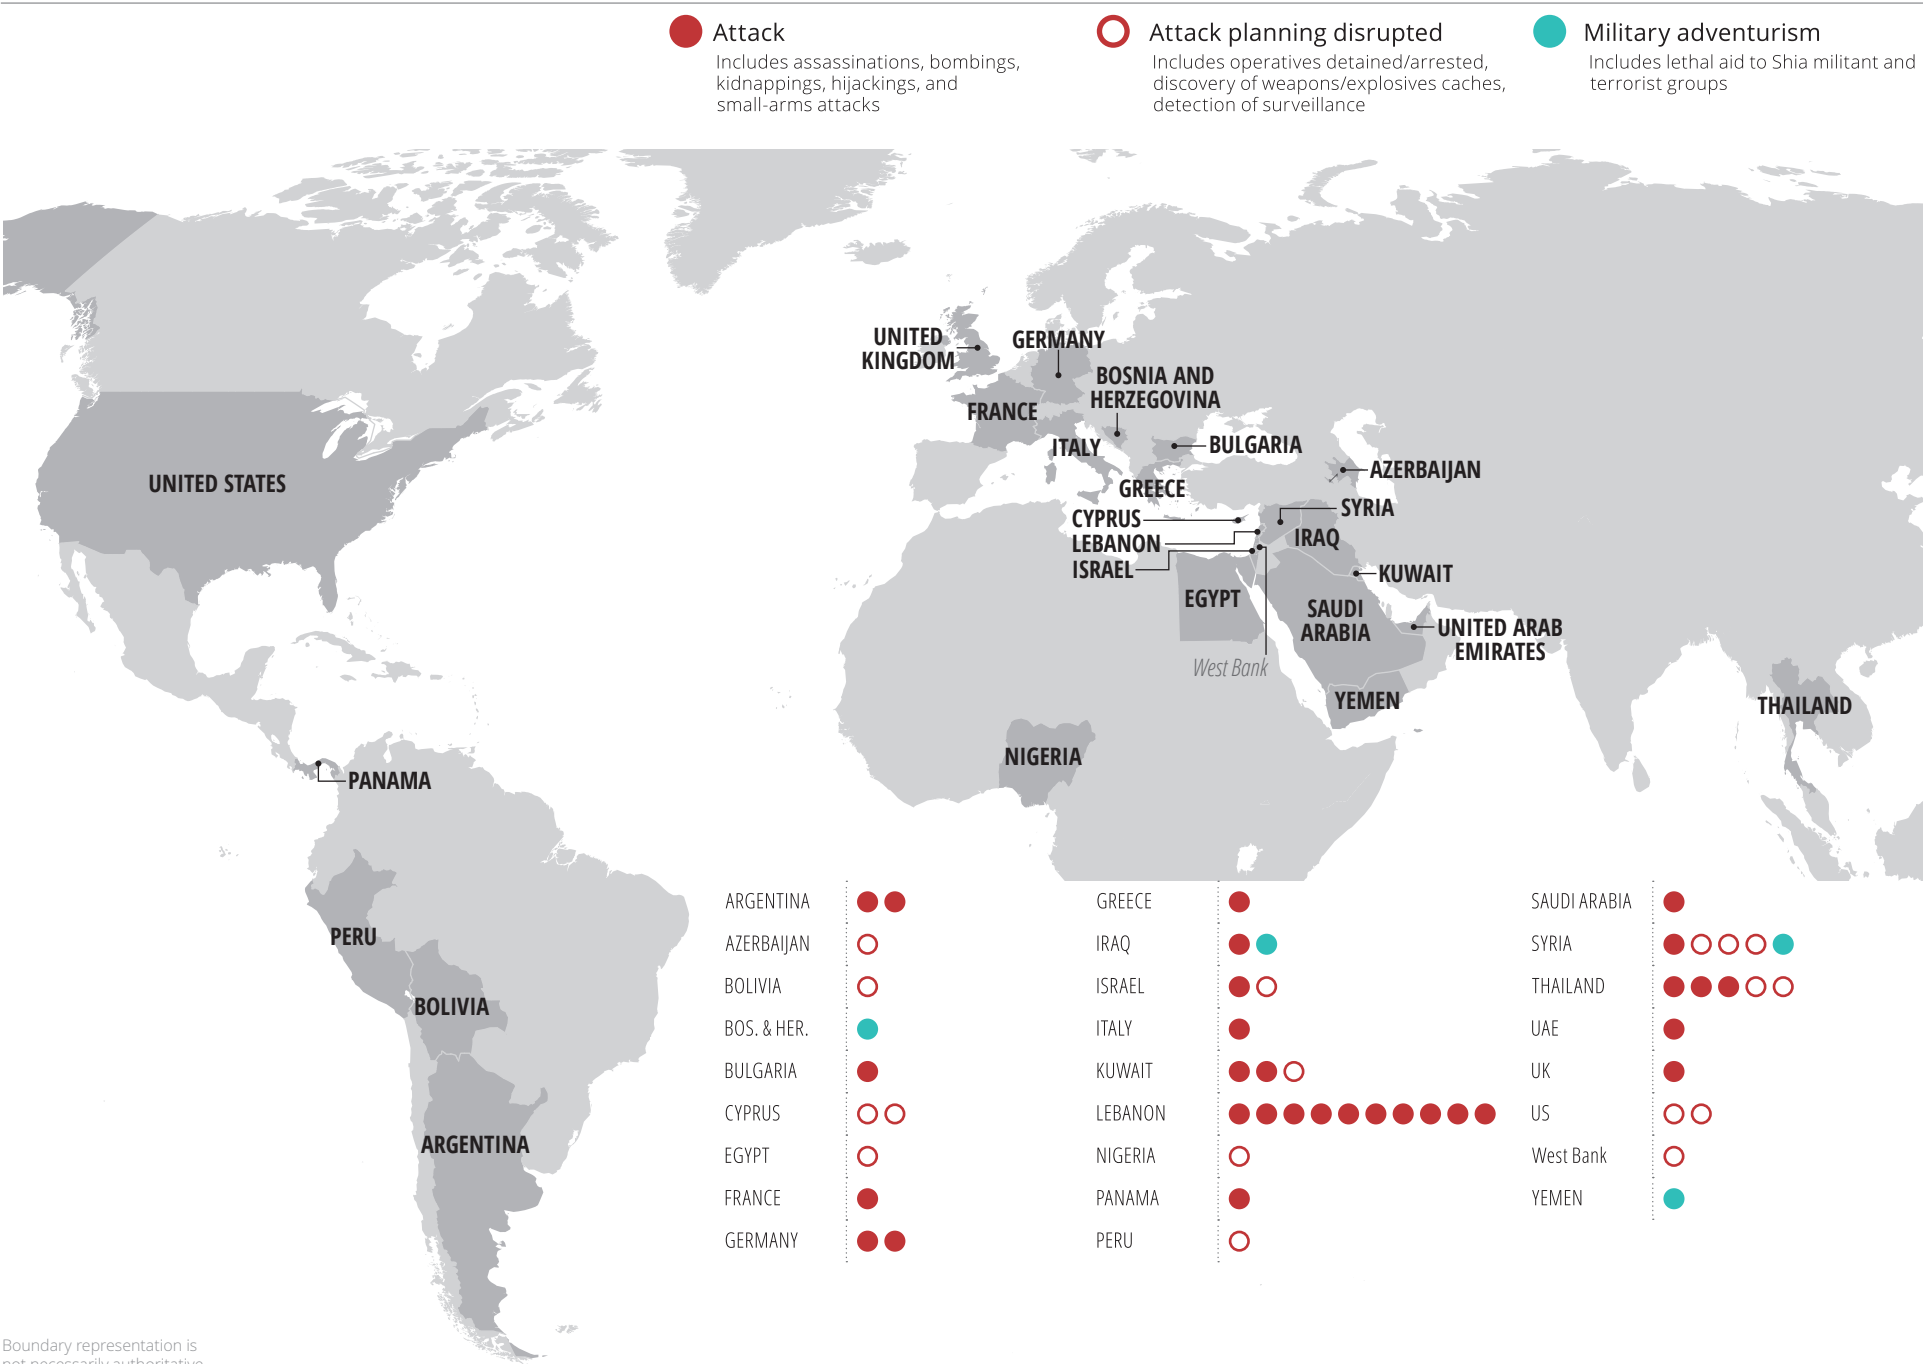 Attack
Includes assassinations, bombings,
kidnappings, hijackings, and
small-arms attacks
Attack planning disrupted
Includes operatives detained/arrested,
discovery of weapons/explosives caches,
detection of surveillance
Military adventurism
Includes lethal aid to Shia militant and
terrorist groups
UNITED
KINGDOM
GERMANY
BOSNIA AND
HERZEGOVINA
FRANCE
ITALY
BULGARIA
AZERBAIJAN
UNITED STATES
GREECE
SYRIA
CYPRUS
LEBANON
IRAQ
ISRAEL
KUWAIT
EGYPT
SAUDI
ARABIA
UNITED ARAB
EMIRATES
West Bank
YEMEN
THAILAND
NIGERIA
PANAMA
PERU
BOLIVIA
ARGENTINA
ARGENTINA
AZERBAIJAN
BOLIVIA
BOS. & HER.
BULGARIA
CYPRUS
EGYPT
FRANCE
GERMANY
GREECE
IRAQ
ISRAEL
ITALY
KUWAIT
LEBANON
NIGERIA
PANAMA
PERU
SAUDI ARABIA
SYRIA
THAILAND
UAE
UK
US
West Bank
YEMEN
Boundary representation is
not necessarily authoritative